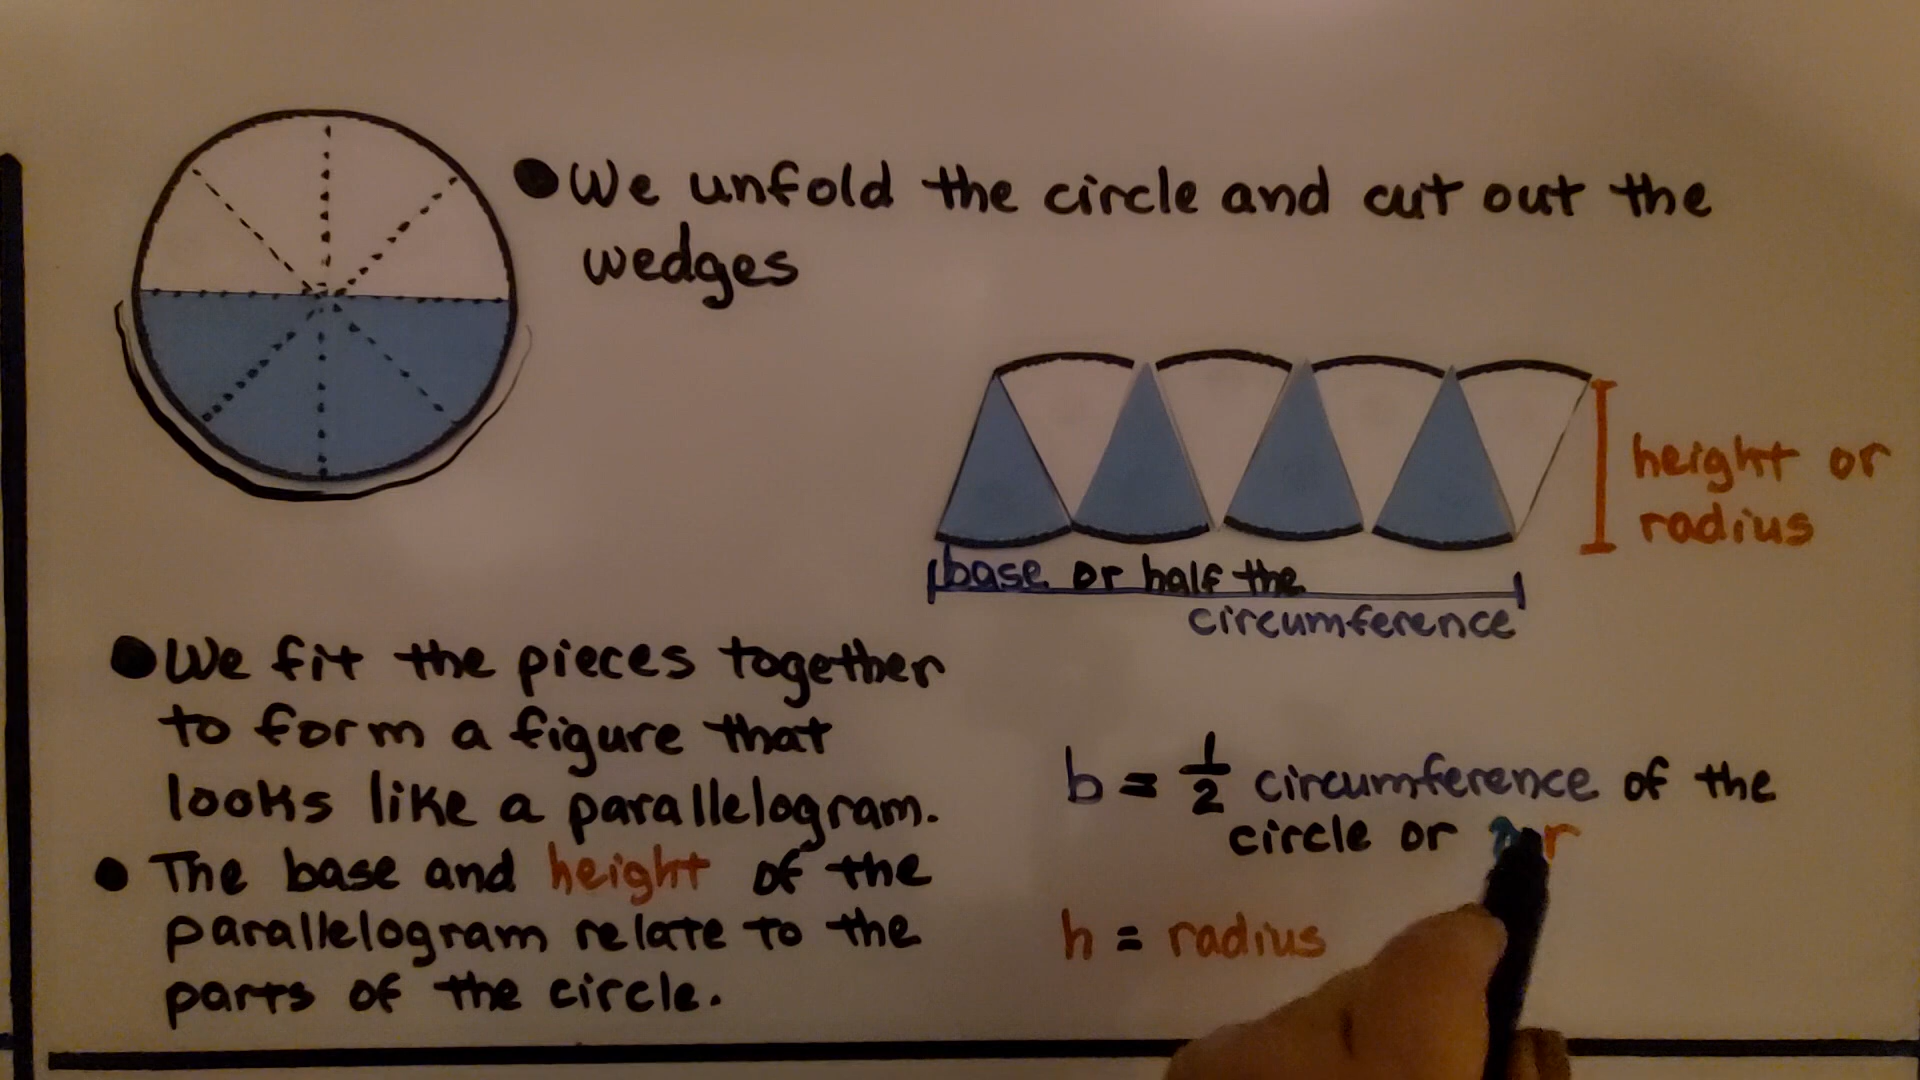 ●We unfold the circle and cut out the
wedges
height or
radius
base or half the
circumference
●We fit the pieces together
to form a figure that
looks like a parallelogram.
● The base and height of the
parallelogram relate to the
parts of the circle.
b = 1/2 circumference of the
circle or r
h = radius